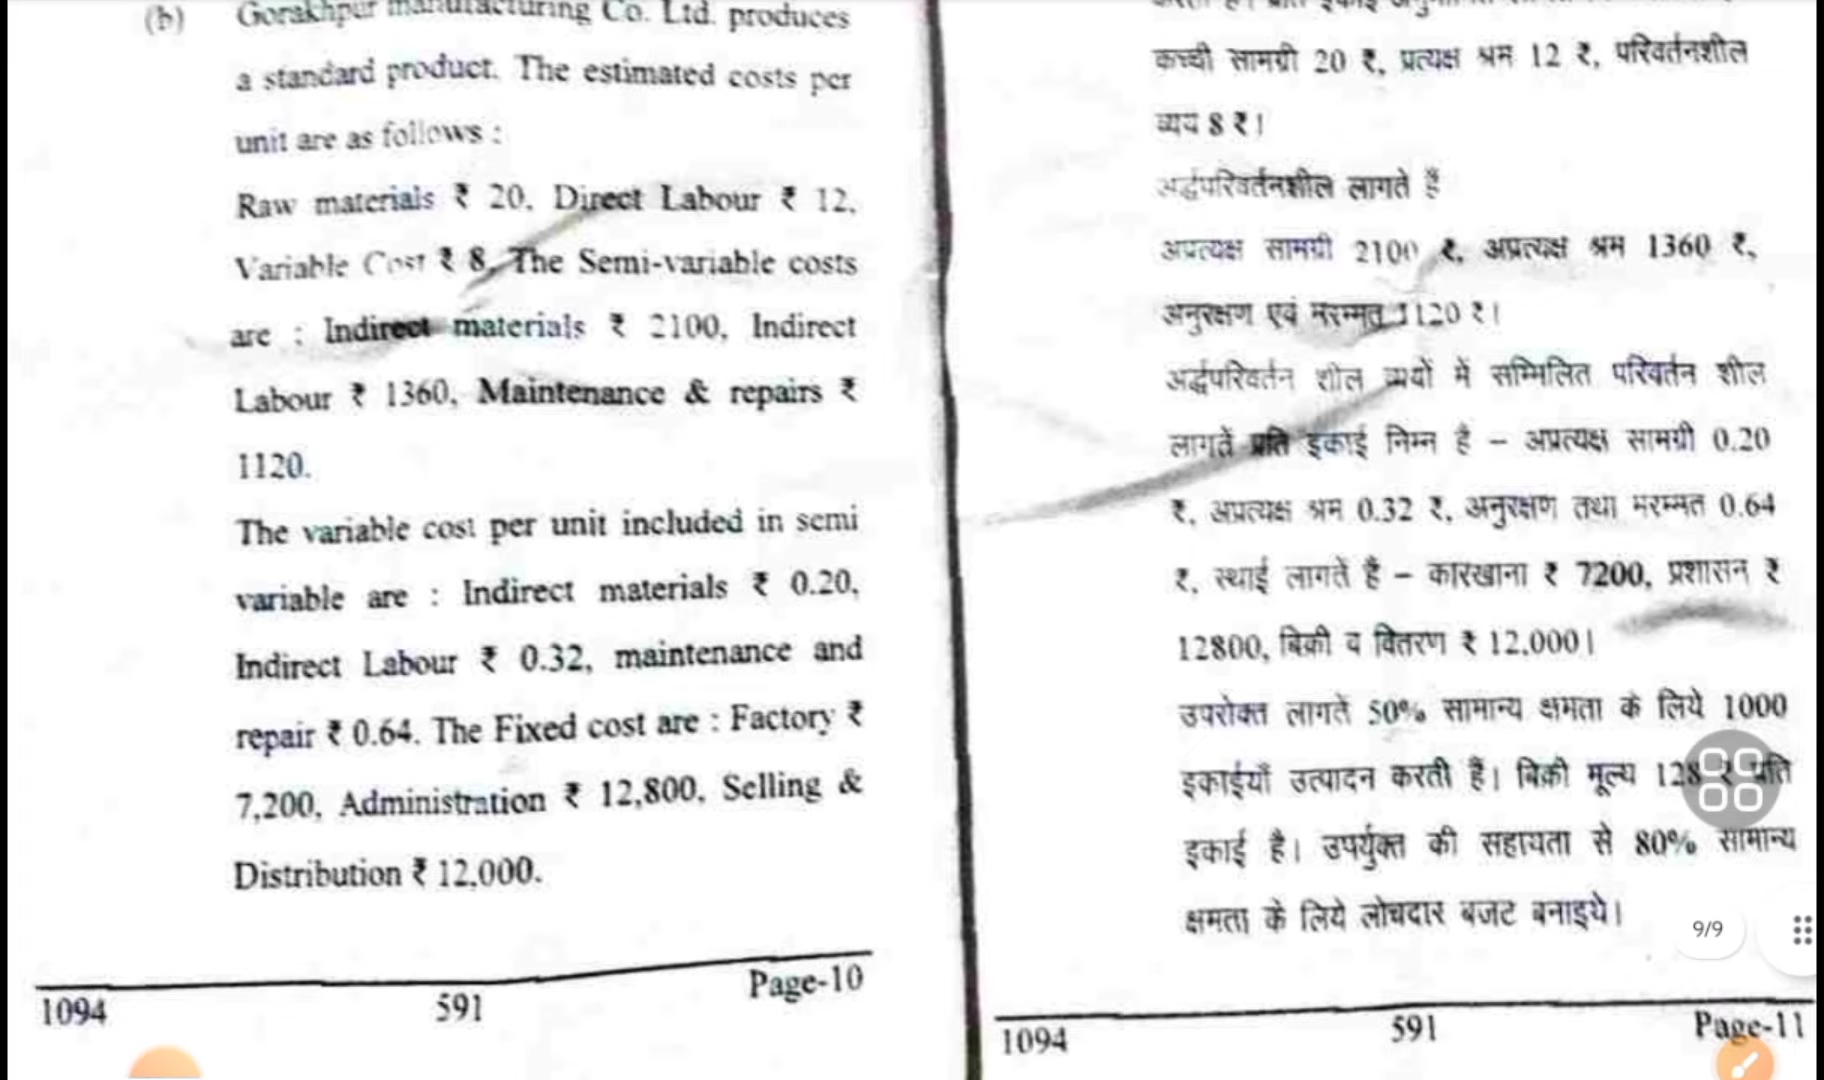 (b) Gorakhpur manufacturing Co. Ltd. produces
a standard product. The estimated costs per
unit are as follows :
Raw materials ₹ 20, Direct Labour ₹ 12,
Variable Cost ₹ 8, The Semi-variable costs
are : Indirect materials ₹ 2100, Indirect
Labour ₹ 1360, Maintenance & repairs ₹
1120.
The variable cost per unit included in semi
variable are : Indirect materials ₹ 0.20,
Indirect Labour ₹ 0.32, maintenance and
repair ₹ 0.64. The Fixed cost are : Factory ₹
7,200, Administration ₹ 12,800, Selling &
Distribution ₹ 12,000.
1094 591 Page-10
कच्ची सामग्री 20 ₹, प्रत्यक्ष श्रम 12 ₹, परिवर्तनशील
व्यय 8 ₹।
अर्द्धपरिवर्तनशील लागते हैं
अप्रत्यक्ष सामग्री 2100 ₹, अप्रत्यक्ष श्रम 1360 ₹,
अनुरक्षण एवं मरम्मत 1120 ₹।
अर्द्धपरिवर्तन शील व्ययों में सम्मिलित परिवर्तन शील
लागतें प्रति इकाई निम्न है – अप्रत्यक्ष सामग्री 0.20
₹, अप्रत्यक्ष श्रम 0.32 ₹, अनुरक्षण तथा मरम्मत 0.64
₹, स्थाई लागतें है – कारखाना ₹ 7200, प्रशासन ₹
12800, बिक्री व वितरण ₹ 12,000।
उपरोक्त लागतें 50% सामान्य क्षमता के लिये 1000
इकाईयाँ उत्पादन करती हैं। बिक्री मूल्य 128 ₹ प्रति
इकाई है। उपर्युक्त की सहायता से 80% सामान्य
क्षमता के लिये लोचदार बजट बनाइये।
9/9
1094 591 Page-11